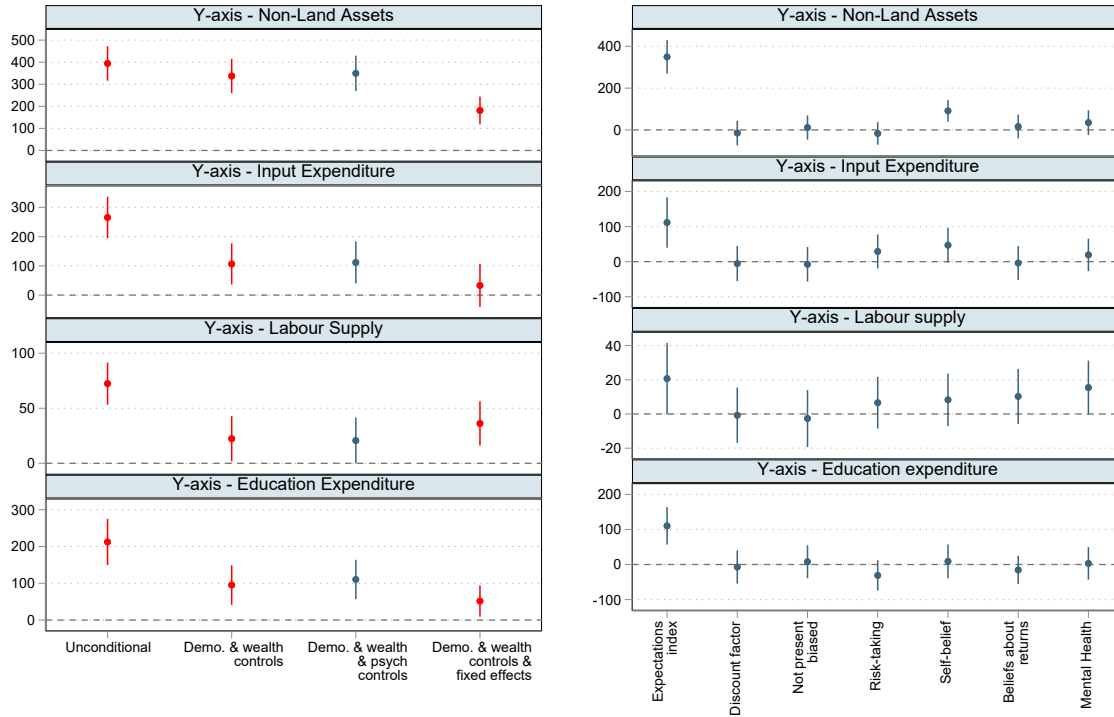 Y-axis - Non-Land Assets
500
400
300
200
100
0
Y-axis - Input Expenditure
300
200
100
0
Y-axis - Labour Supply
100
50
0
Y-axis - Education Expenditure
300
200
100
0
Unconditional
Demo. & wealth
controls
Demo. & wealth
& psych
controls
Demo. & wealth
controls &
fixed effects
Y-axis - Non-Land Assets
400
200
0
Y-axis - Input Expenditure
200
100
0
-100
Y-axis - Labour supply
40
20
0
-20
Y-axis - Education expenditure
200
100
0
-100
Expectations
index
Discount factor
Not present
biased
Risk-taking
Self-belief
Beliefs about
returns
Mental Health